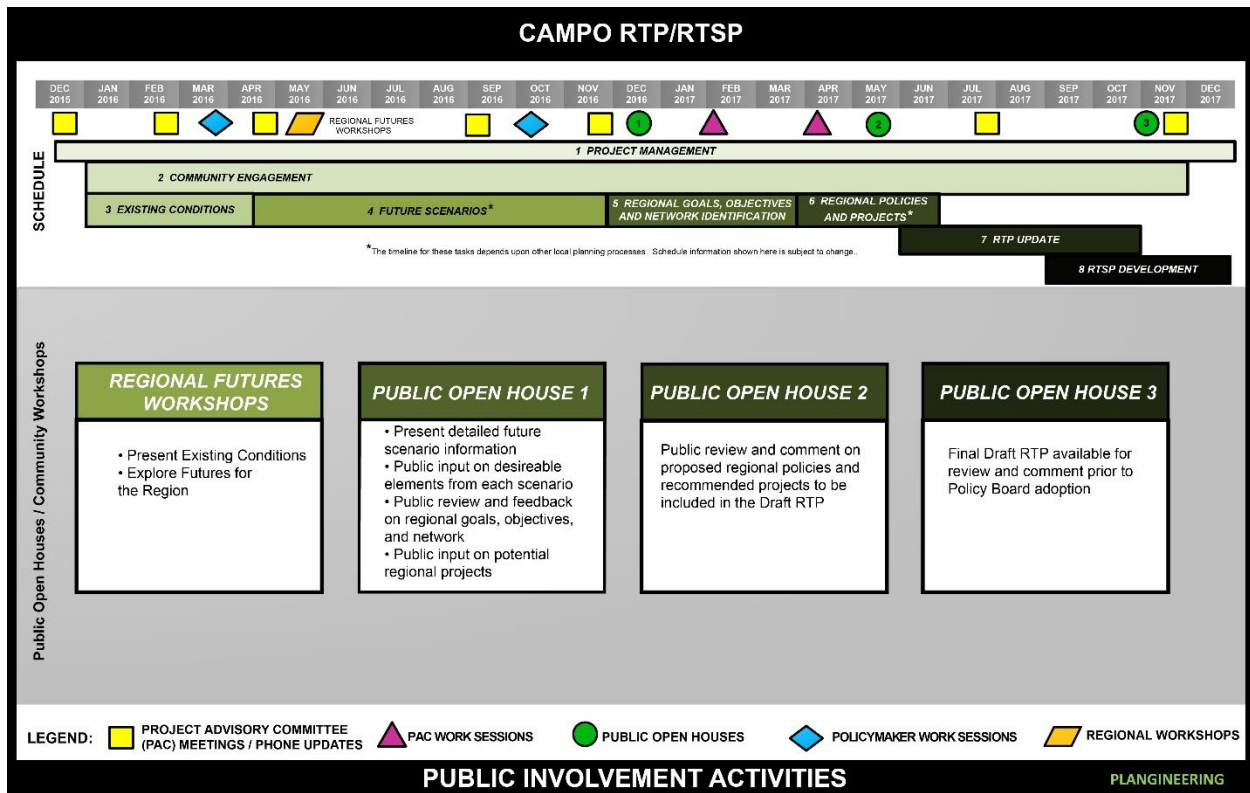 CAMPO RTP/RTSP
DEC JAN FEB MAR APR MAY JUN JUL AUG SEP OCT NOV DEC JAN FEB MAR APR MAY JUN JUL AUG SEP OCT NOV DEC
2015 2016 2016 2016 2016 2016 2016 2016 2016 2016 2016 2016 2016 2017 2017 2017 2017 2017 2017 2017 2017 2017 2017 2017 2017
REGIONAL FUTURES
WORKSHOPS
1
2
3
SCHEDULE
1 PROJECT MANAGEMENT
2 COMMUNITY ENGAGEMENT
3 EXISTING CONDITIONS
4 FUTURE SCENARIOS*
5 REGIONAL GOALS, OBJECTIVES
AND NETWORK IDENTIFICATION
6 REGIONAL POLICIES
AND PROJECTS*
7 RTP UPDATE
*The timeline for these tasks depends upon other local planning processes. Schedule information shown here is subject to change..
8 RTSP DEVELOPMENT
Public Open Houses / Community Workshops
REGIONAL FUTURES
WORKSHOPS
• Present Existing Conditions
• Explore Futures for
the Region
PUBLIC OPEN HOUSE 1
• Present detailed future
scenario information
• Public input on desireable
elements from each scenario
• Public review and feedback
on regional goals, objectives,
and network
• Public input on potential
regional projects
PUBLIC OPEN HOUSE 2
Public review and comment on
proposed regional policies and
recommended projects to be
included in the Draft RTP
PUBLIC OPEN HOUSE 3
Final Draft RTP available for
review and comment prior to
Policy Board adoption
LEGEND:
PROJECT ADVISORY COMMITTEE
(PAC) MEETINGS / PHONE UPDATES
PAC WORK SESSIONS
PUBLIC OPEN HOUSES
POLICYMAKER WORK SESSIONS
REGIONAL WORKSHOPS
PUBLIC INVOLVEMENT ACTIVITIES
PLANGINEERING